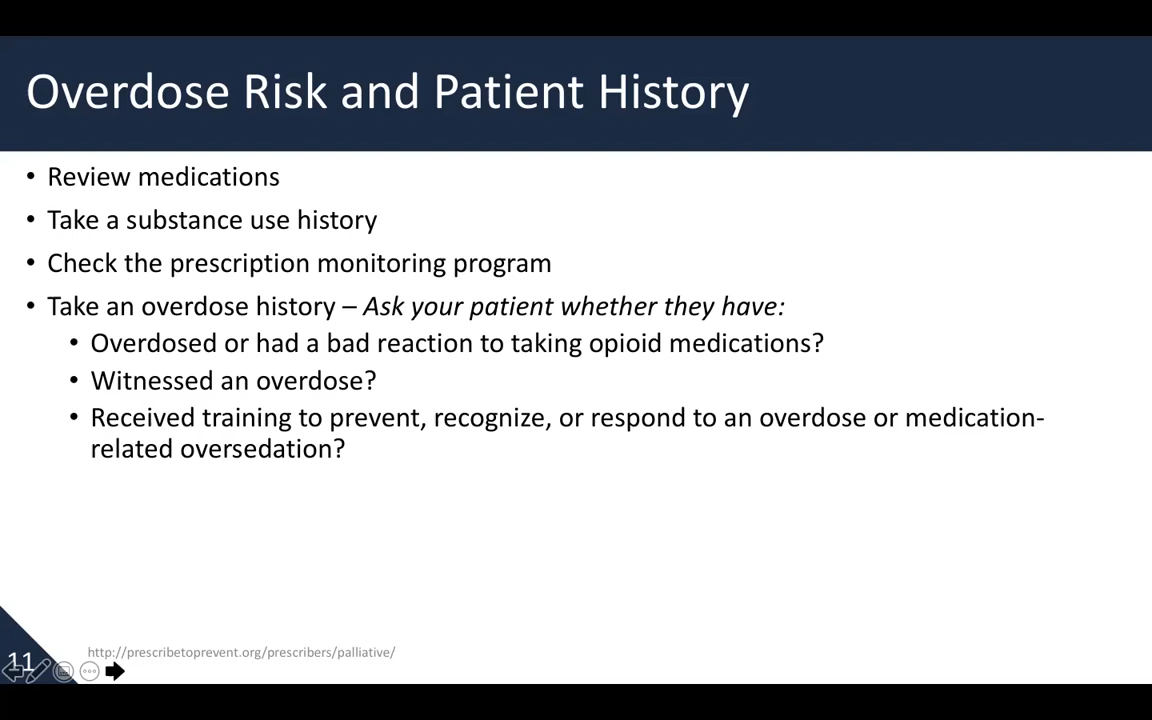 Overdose Risk and Patient History
• Review medications
• Take a substance use history
• Check the prescription monitoring program
• Take an overdose history – Ask your patient whether they have:
• Overdosed or had a bad reaction to taking opioid medications?
• Witnessed an overdose?
• Received training to prevent, recognize, or respond to an overdose or medication-
related oversedation?
http://prescribetoprevent.org/prescribers/palliative/
11